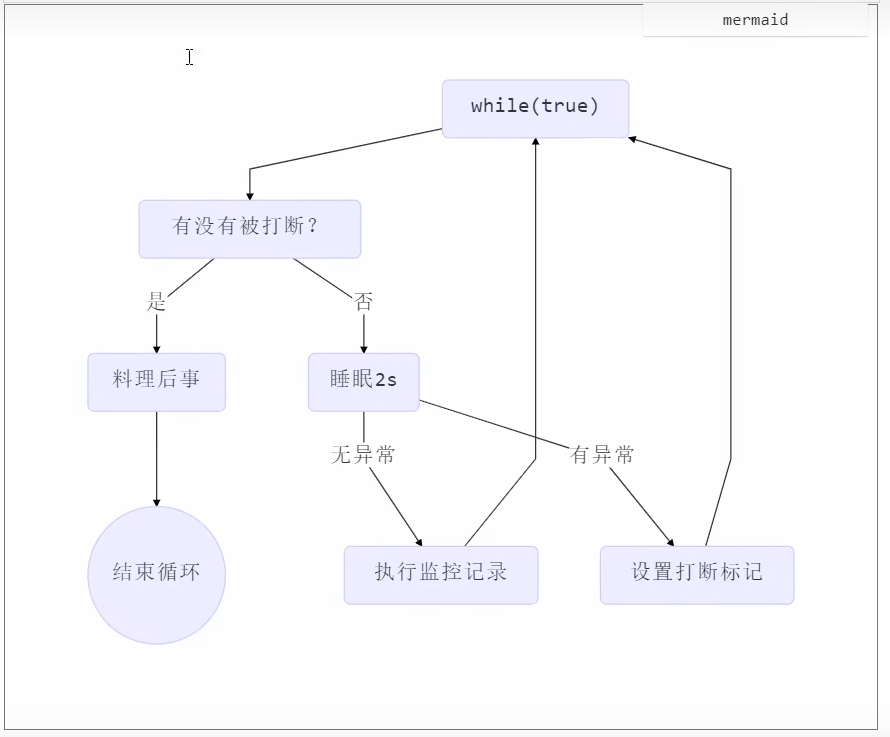 mermaid
while(true)
有没有被打断？
是
否
料理后事
睡眠2s
无异常
有异常
结束循环
执行监控记录
设置打断标记